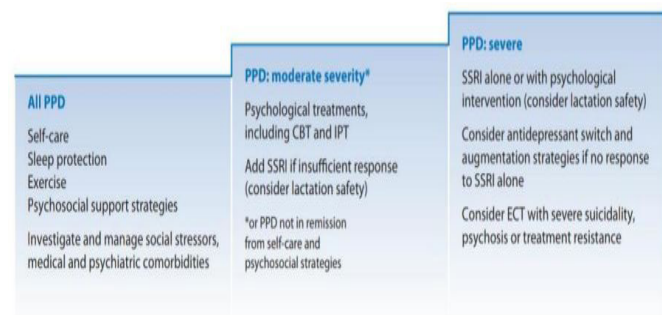 All PPD
Self-care
Sleep protection
Exercise
Psychosocial support strategies
Investigate and manage social stressors,
medical and psychiatric comorbidities
PPD: moderate severity*
Psychological treatments,
including CBT and IPT
Add SSRI if insufficient response
(consider lactation safety)
*or PPD not in remission
from self-care and
psychosocial strategies
PPD: severe
SSRI alone or with psychological
intervention (consider lactation safety)
Consider antidepressant switch and
augmentation strategies if no response
to SSRI alone
Consider ECT with severe suicidality,
psychosis or treatment resistance